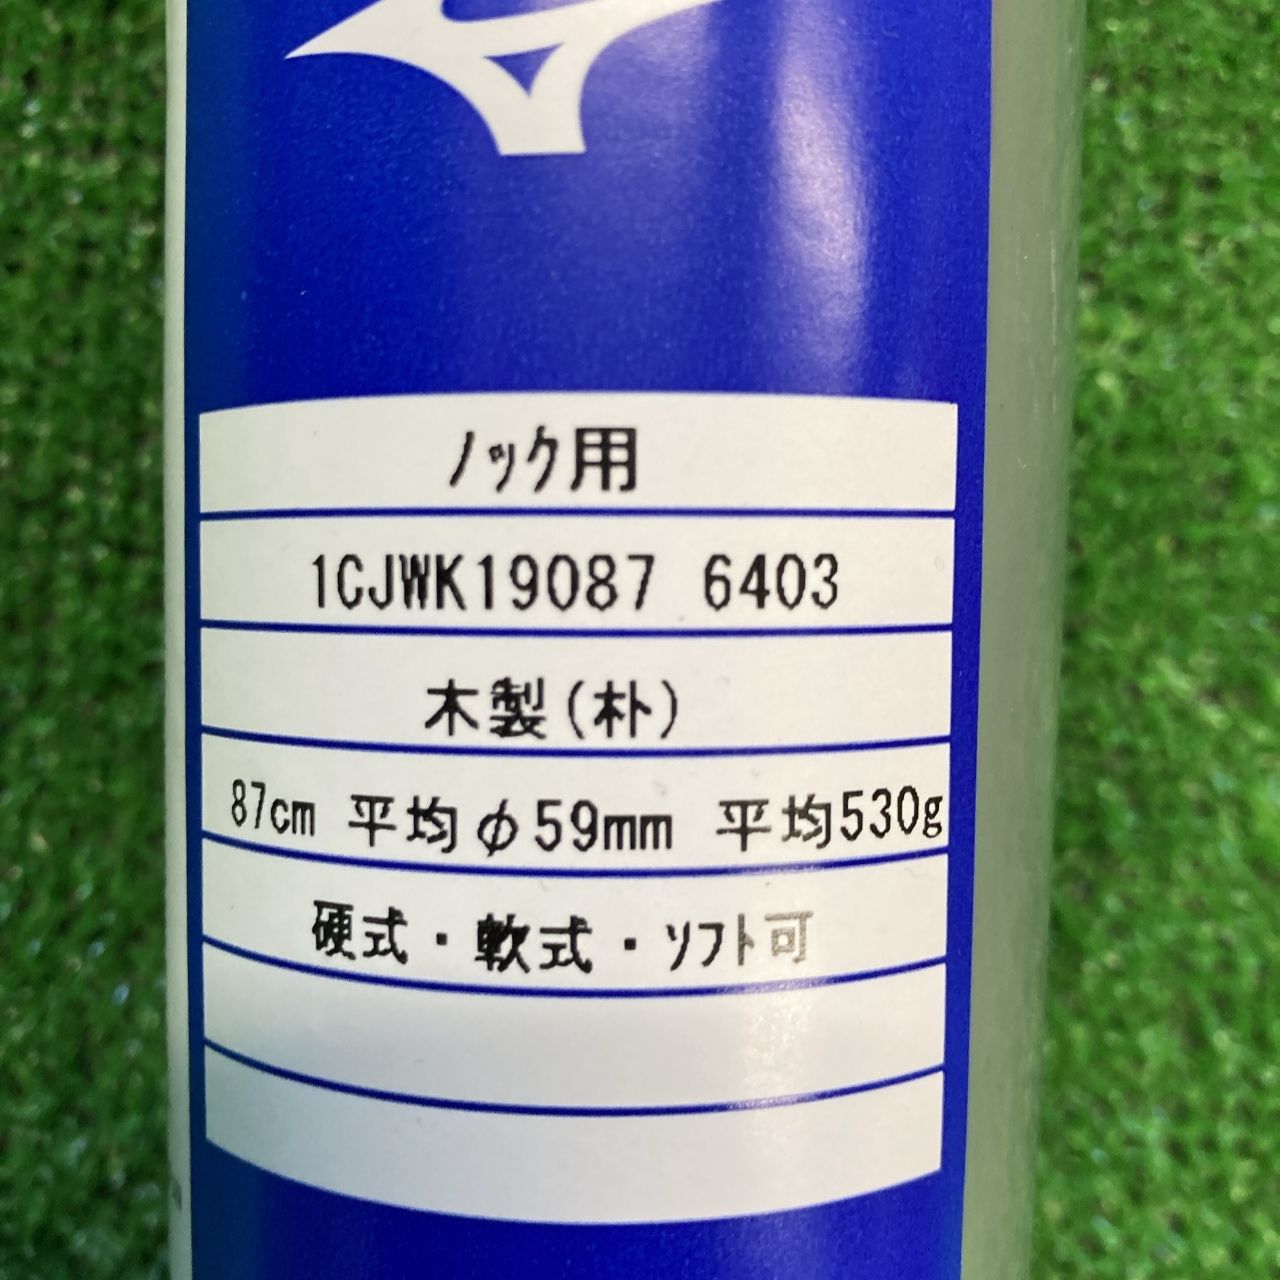 ノック用
1CJWK19087 6403
木製(朴)
87cm 平均φ59mm 平均530g
硬式・軟式・ソフト可